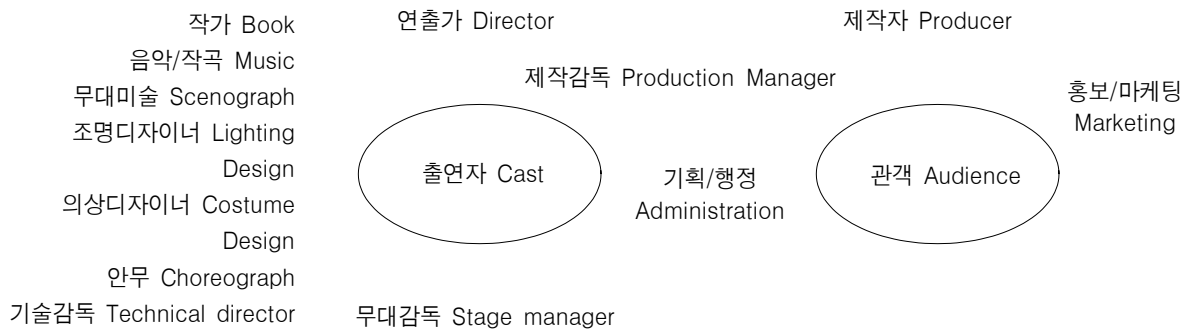 작가 Book
음악/작곡 Music
무대미술 Scenograph
조명디자이너 Lighting
Design
의상디자이너 Costume
Design
안무 Choreograph
기술감독 Technical director
연출가 Director
제작자 Producer
제작감독 Production Manager
홍보/마케팅
Marketing
출연자 Cast
기획/행정
Administration
관객 Audience
무대감독 Stage manager